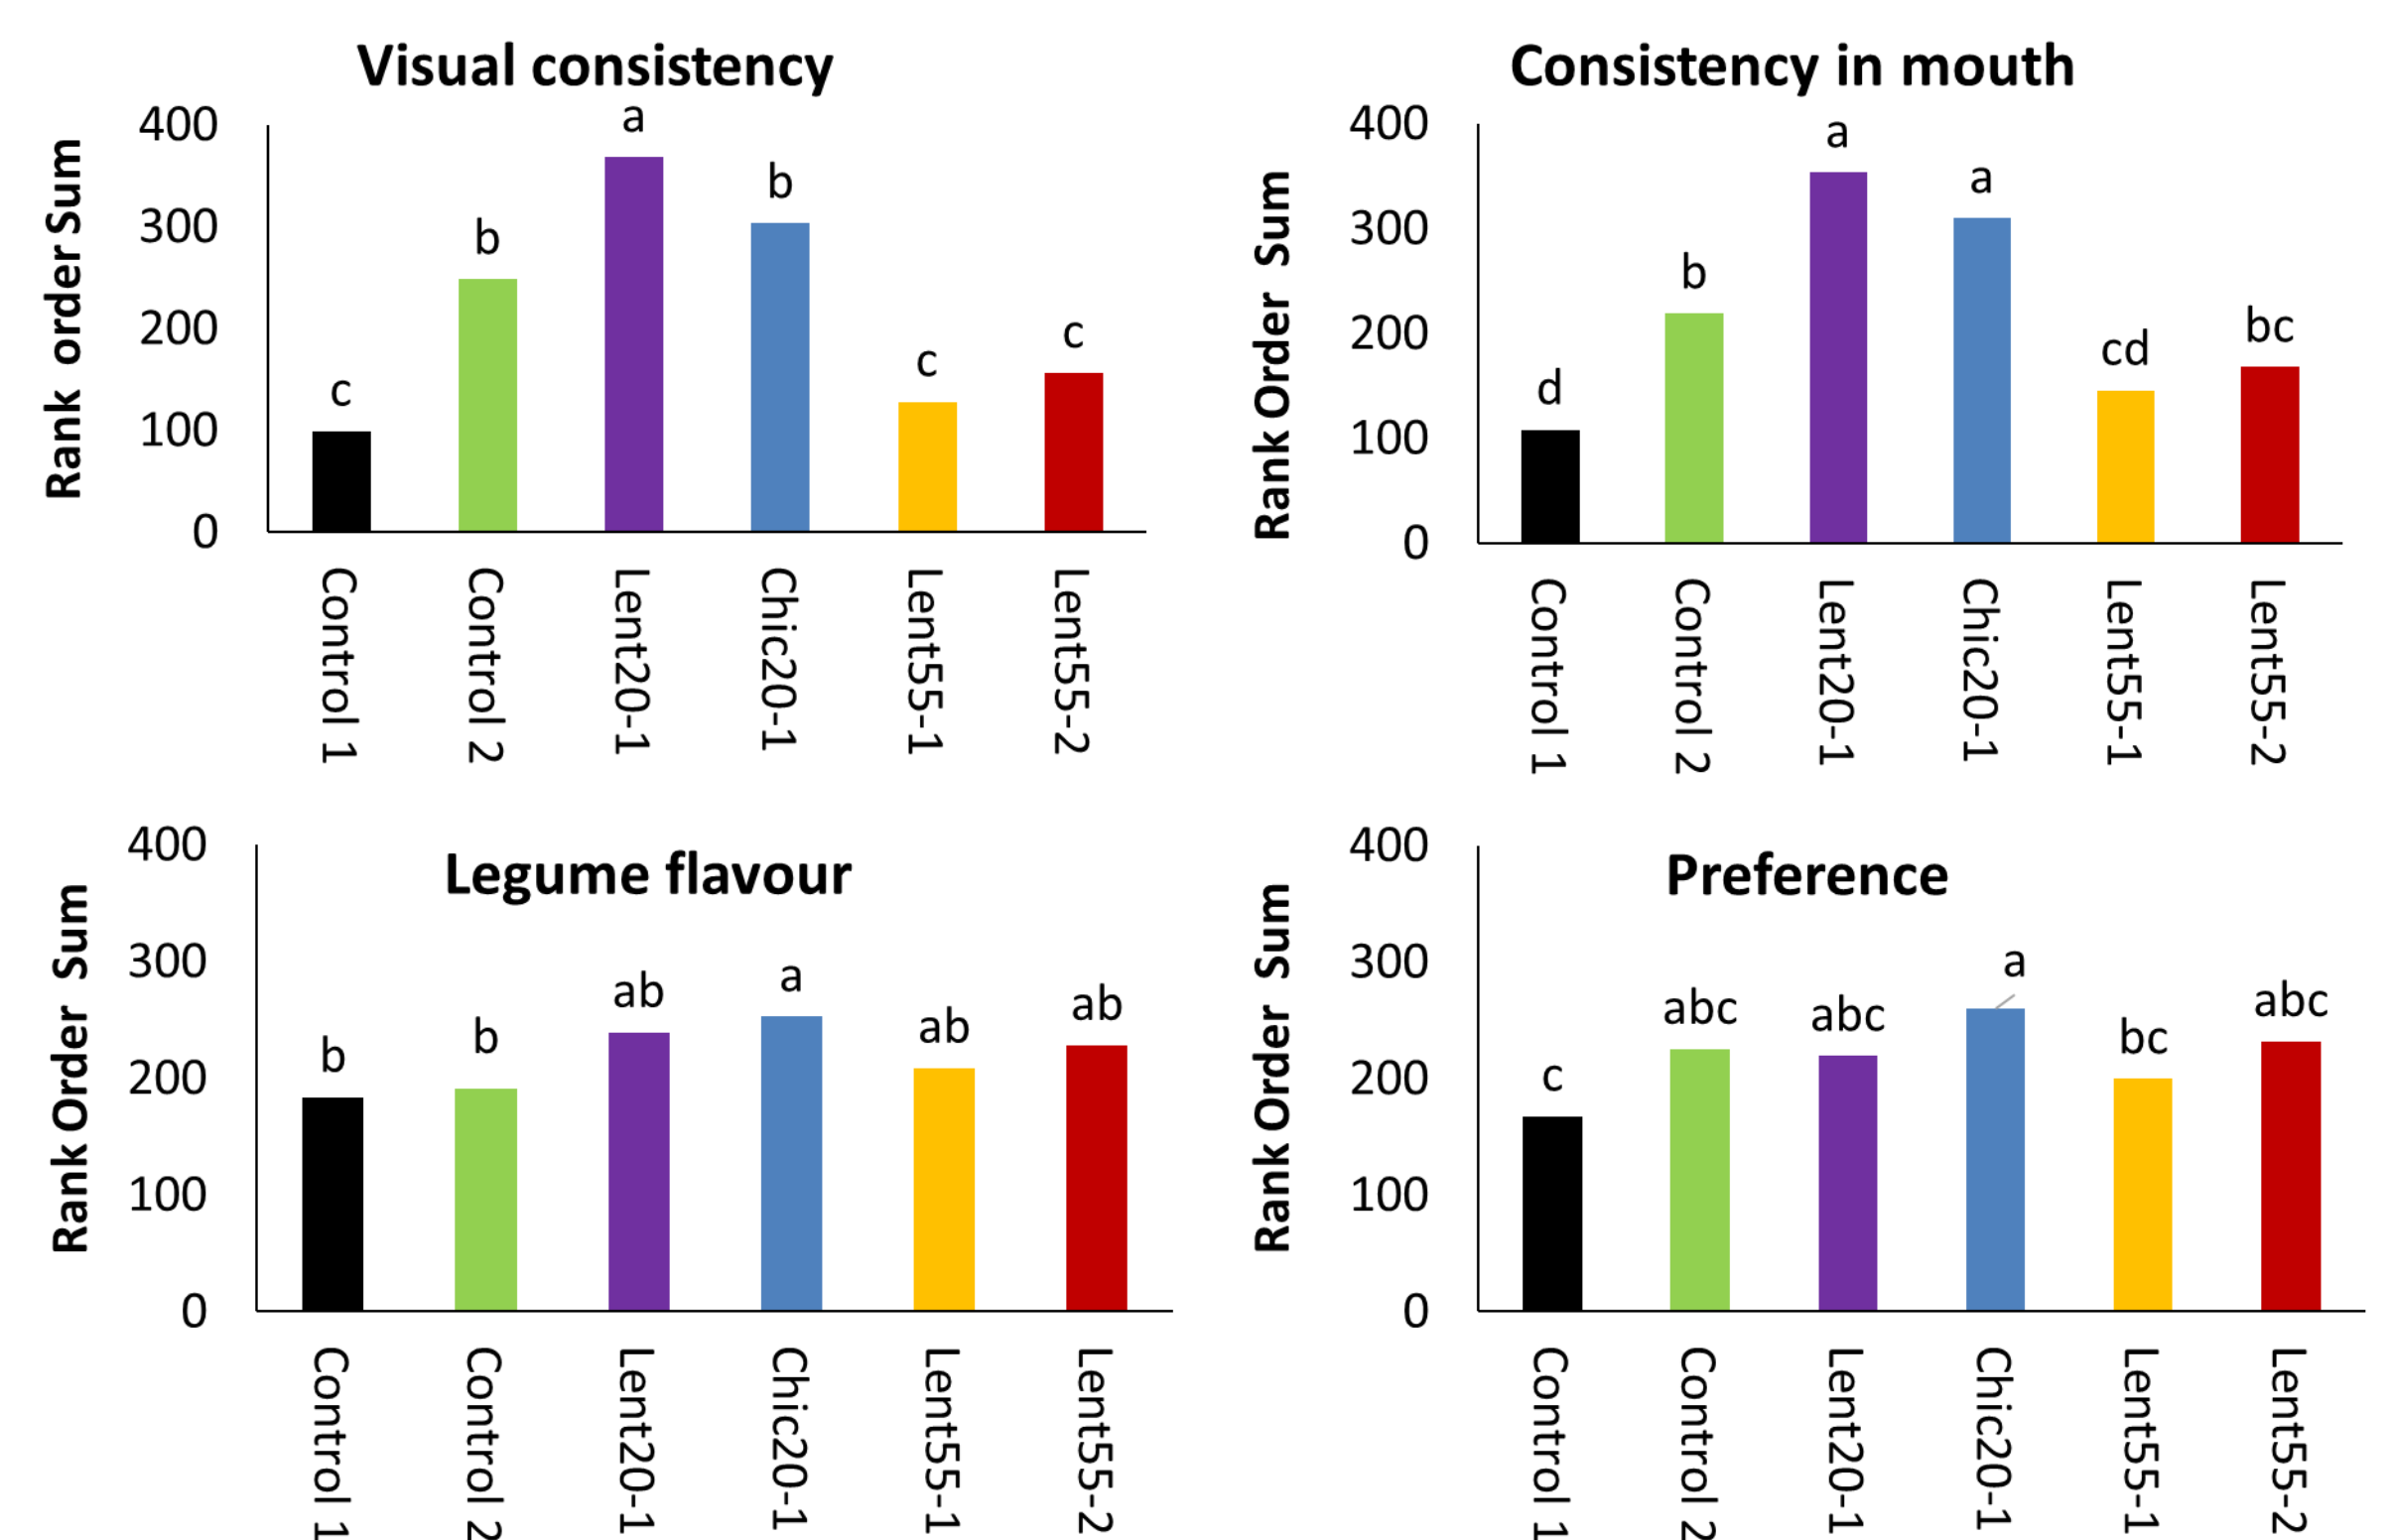 Visual consistency
Rank order Sum
400
300
200
100
0
c
b
a
b
c
c
Control 1
Control 2
Lent20-1
Chic20-1
Lent55-1
Lent55-2
Consistency in mouth
Rank Order Sum
400
300
200
100
0
d
b
a
a
cd
bc
Control 1
Control 2
Lent20-1
Chic20-1
Lent55-1
Lent55-2
Legume flavour
Rank Order Sum
400
300
200
100
0
b
b
ab
a
ab
ab
Control 1
Control 2
Lent20-1
Chic20-1
Lent55-1
Lent55-2
Preference
Rank Order Sum
400
300
200
100
0
c
abc
abc
a
bc
abc
Control 1
Control 2
Lent20-1
Chic20-1
Lent55-1
Lent55-2